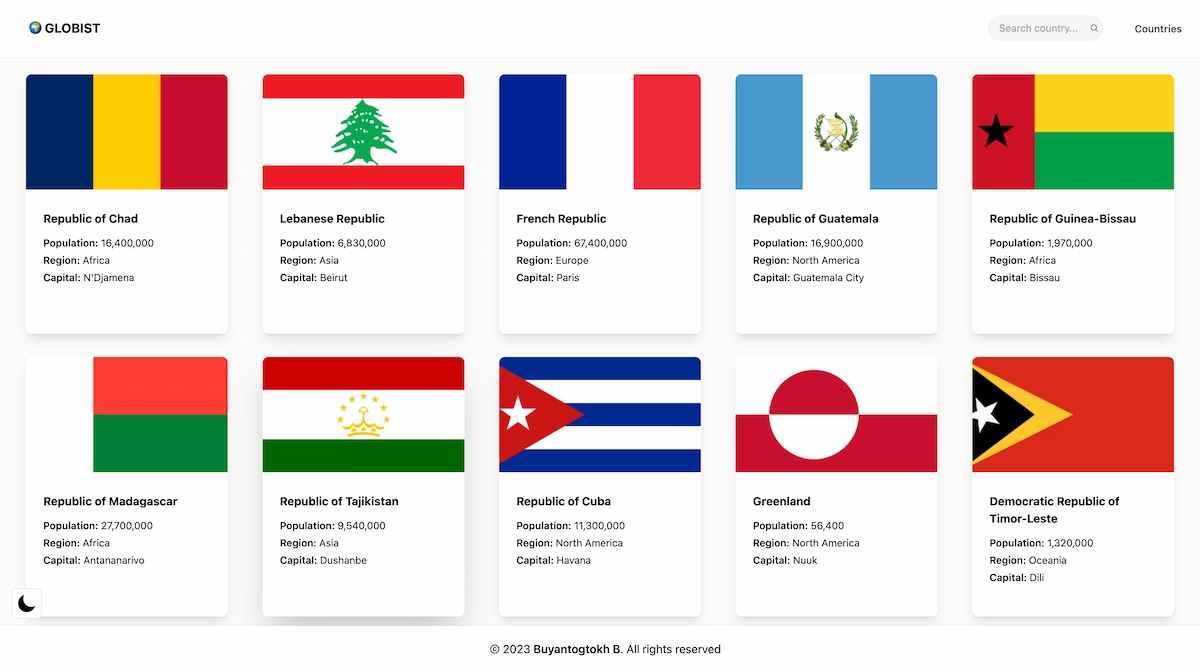 GLOBIST
Search country...
Countries
Republic of Chad
Population: 16,400,000
Region: Africa
Capital: N'Djamena
Lebanese Republic
Population: 6,830,000
Region: Asia
Capital: Beirut
French Republic
Population: 67,400,000
Region: Europe
Capital: Paris
Republic of Guatemala
Population: 16,900,000
Region: North America
Capital: Guatemala City
Republic of Guinea-Bissau
Population: 1,970,000
Region: Africa
Capital: Bissau
Republic of Madagascar
Population: 27,700,000
Region: Africa
Capital: Antananarivo
Republic of Tajikistan
Population: 9,540,000
Region: Asia
Capital: Dushanbe
Republic of Cuba
Population: 11,300,000
Region: North America
Capital: Havana
Greenland
Population: 56,400
Region: North America
Capital: Nuuk
Democratic Republic of
Timor-Leste
Population: 1,320,000
Region: Oceania
Capital: Dili
© 2023 Buyantogtokh B. All rights reserved